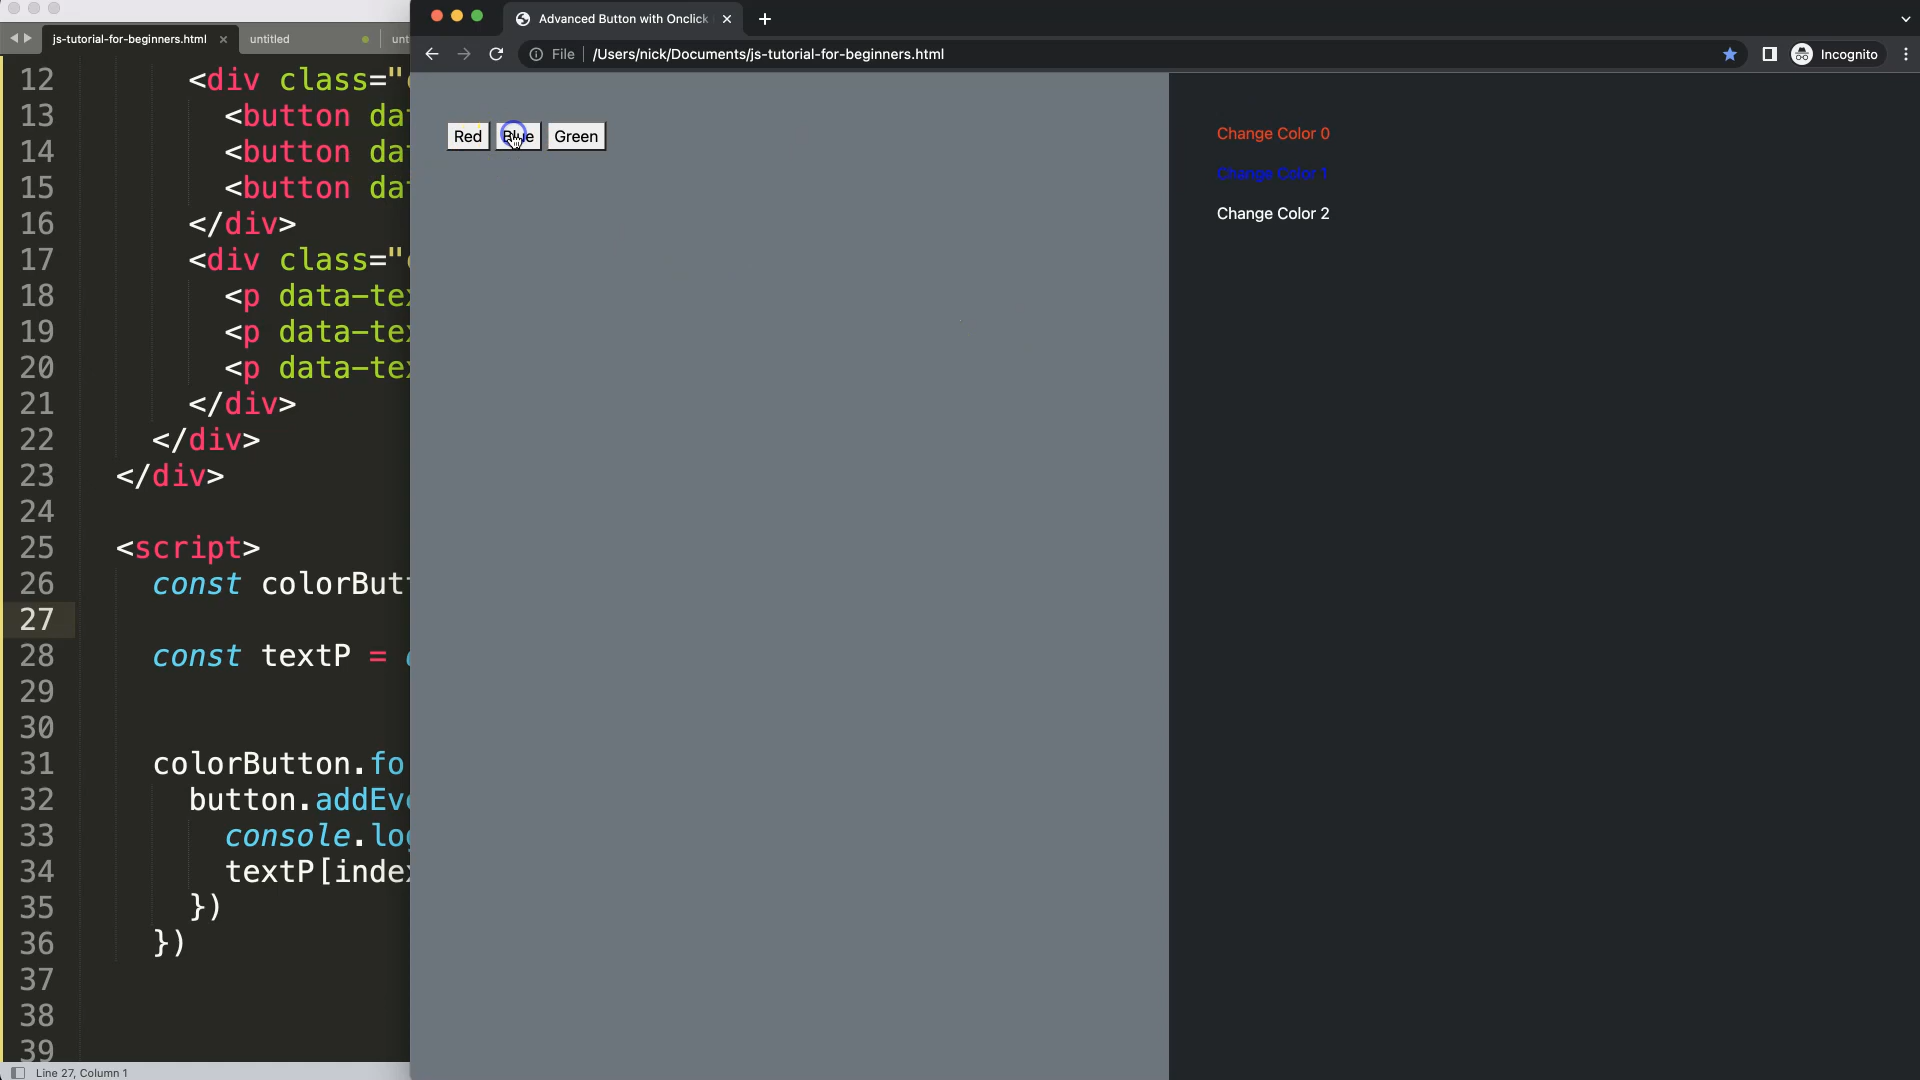 js-tutorial-for-beginners.html
untitled
12 <div class="
13 <button da
14 <button da
15 <button da
16 </div>
17 <div class="
18 <p data-te
19 <p data-te
20 <p data-te
21 </div>
22 </div>
23 </div>
24
25 <script>
26 const colorBut
27
28 const textP =
29
30
31 colorButton.fo
32 button.addEv
33 console.lo
34 textP[inde
35 })
36 })
37
38
39
Line 27, Column 1
Advanced Button with Onclick
File /Users/nick/Documents/js-tutorial-for-beginners.html
Incognito
Red Blue Green
Change Color 0
Change Color 1
Change Color 2